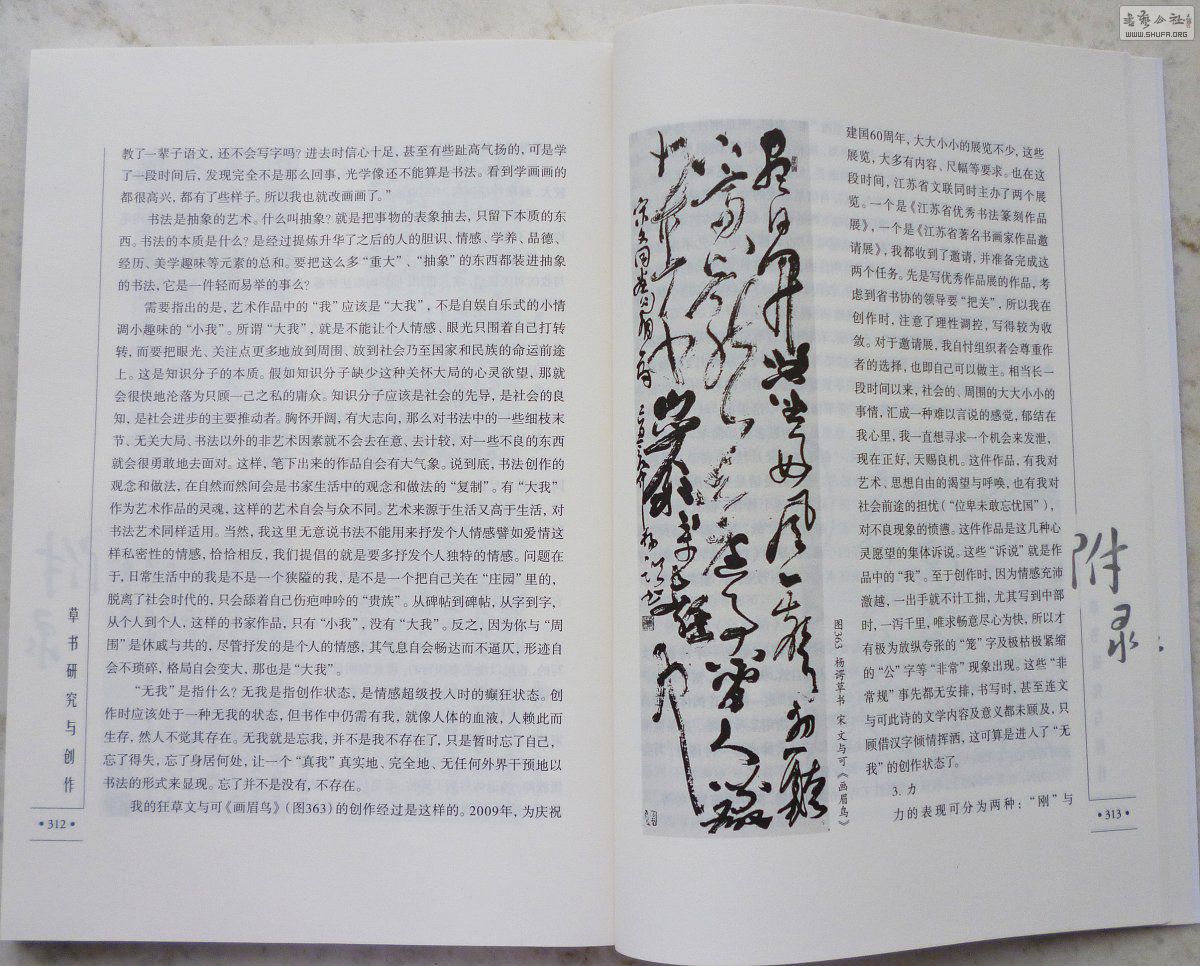 教了一辈子语文，还不会写字吗？进去时信心十足，甚至有些趾高气扬的，可是学
了一段时间后，发现完全不是那么回事，光学像还不能算是书法。看到学画画的
都很高兴，都有了些样子。所以我也就改画画了。”
书法是抽象的艺术。什么叫抽象？就是把事物的表象抽去，只留下本质的东
西。书法的本质是什么？是经过提炼升华了之后的人的胆识、情感、学养、品德、
经历、美学趣味等元素的总和。要把这么多“重大”、“抽象”的东西都装进抽象
的书法，它是一件轻而易举的事么？
需要指出的是，艺术作品中的“我”应该是“大我”，不是自娱自乐式的小情
调小趣味的“小我”。所谓“大我”，就是不能让个人情感、眼光只围着自己打转
转，而要把眼光、关注点更多地放到周围、放到社会乃至国家和民族的命运前途
上。这是知识分子的本质。假如知识分子缺少这种关怀大局的心灵欲望，那就
会很快地沦落为只顾一己之私的庸众。知识分子应该是社会的先导，是社会的良
知，是社会进步的主要推动者。胸怀开阔，有大志向，那么对书法中的一些细枝末
节、无关大局、书法以外的非艺术因素就不会去在意、去计较，对一些不良的东西
就会很勇敢地去面对。这样，笔下出来的作品自会有大气象。说到底，书法创作的
观念和做法，在自然而然间会是书家生活中的观念和做法的“复制”。有“大我”
作为艺术作品的灵魂，这样的艺术自会与众不同。艺术来源于生活又高于生活，对
书法艺术同样适用。当然，我这里无意说书法不能用来抒发个人情感譬如爱情这
样私密性的情感，恰恰相反，我们提倡的就是要多抒发个人独特的情感。问题在
于，日常生活中的我是不是一个狭隘的我，是不是一个把自己关在“庄园”里的，
脱离了社会时代的，只会舔着自己伤疤呻吟的“贵族”。从碑帖到碑帖，从字到字，
从个人到个人，这样的书家作品，只有“小我”，没有“大我”。反之，因为你与“周
围”是休戚与共的，尽管抒发的是个人的情感，其气息自会畅达而不逼仄，形迹自
会不琐碎，格局自会变大，那也是“大我”。
“无我”是指什么？无我是指创作状态，是情感超级投入时的癫狂状态。创
作时应该处于一种无我的状态，但书作中仍需有我，就像人体的血液，人赖此而
生存，然人不觉其存在。无我就是忘我，并不是我不存在了，只是暂时忘了自己，
忘了得失，忘了身居何处，让一个“真我”真实地、完全地、无任何外界干预地以
书法的形式来显现。忘了并不是没有，不存在。
我的狂草文与可《画眉鸟》（图363）的创作经过是这样的。2009年，为庆祝
草书研究与创作
•312•
图363 杨谔草书 宋文与可《画眉鸟》
建国60周年，大大小小的展览不少，这些
展览，大多有内容、尺幅等要求。也在这
段时间，江苏省文联同时主办了两个展
览。一个是《江苏省优秀书法篆刻作品
展》，一个是《江苏省著名书画家作品邀
请展》，我都收到了邀请，并准备完成这
两个任务。先是写优秀作品展的作品，考
虑到省书协的领导要“把关”，所以我在
创作时，注意了理性调控，写得较为收
敛。对于邀请展，我自忖组织者会尊重作
者的选择，也即自己可以做主。相当长一
段时间以来，社会的、周围的大大小小的
事情，汇成一种难以言说的感觉，郁结在
我心里，我一直想寻求一个机会来发泄，
现在正好，天赐良机。这件作品，有我对
艺术、思想自由的渴望与呼唤，也有我对
社会前途的担忧（“位卑未敢忘忧国”），
对不良现象的愤懑。这件作品是这几种心
灵愿望的集体诉说。这些“诉说”就是作
品中的“我”。至于创作时，因为情感充沛
激越，一出手就不计工拙，尤其写到中部
时，一泻千里，唯求畅意尽心为快，所以才
有极为放纵夸张的“笼”字及极枯极紧缩
的“公”字等“非常”现象出现。这些“非
常规”事先都无安排，书写时，甚至连文
与可此诗的文学内容及意义都未顾及，只
顾借汉字倾情挥洒，这可算是进入了“无
我”的创作状态了。
3. 力
力的表现可分为两种：“刚”与
附录
•313•
书艺公社
WWW.SHUFA.ORG